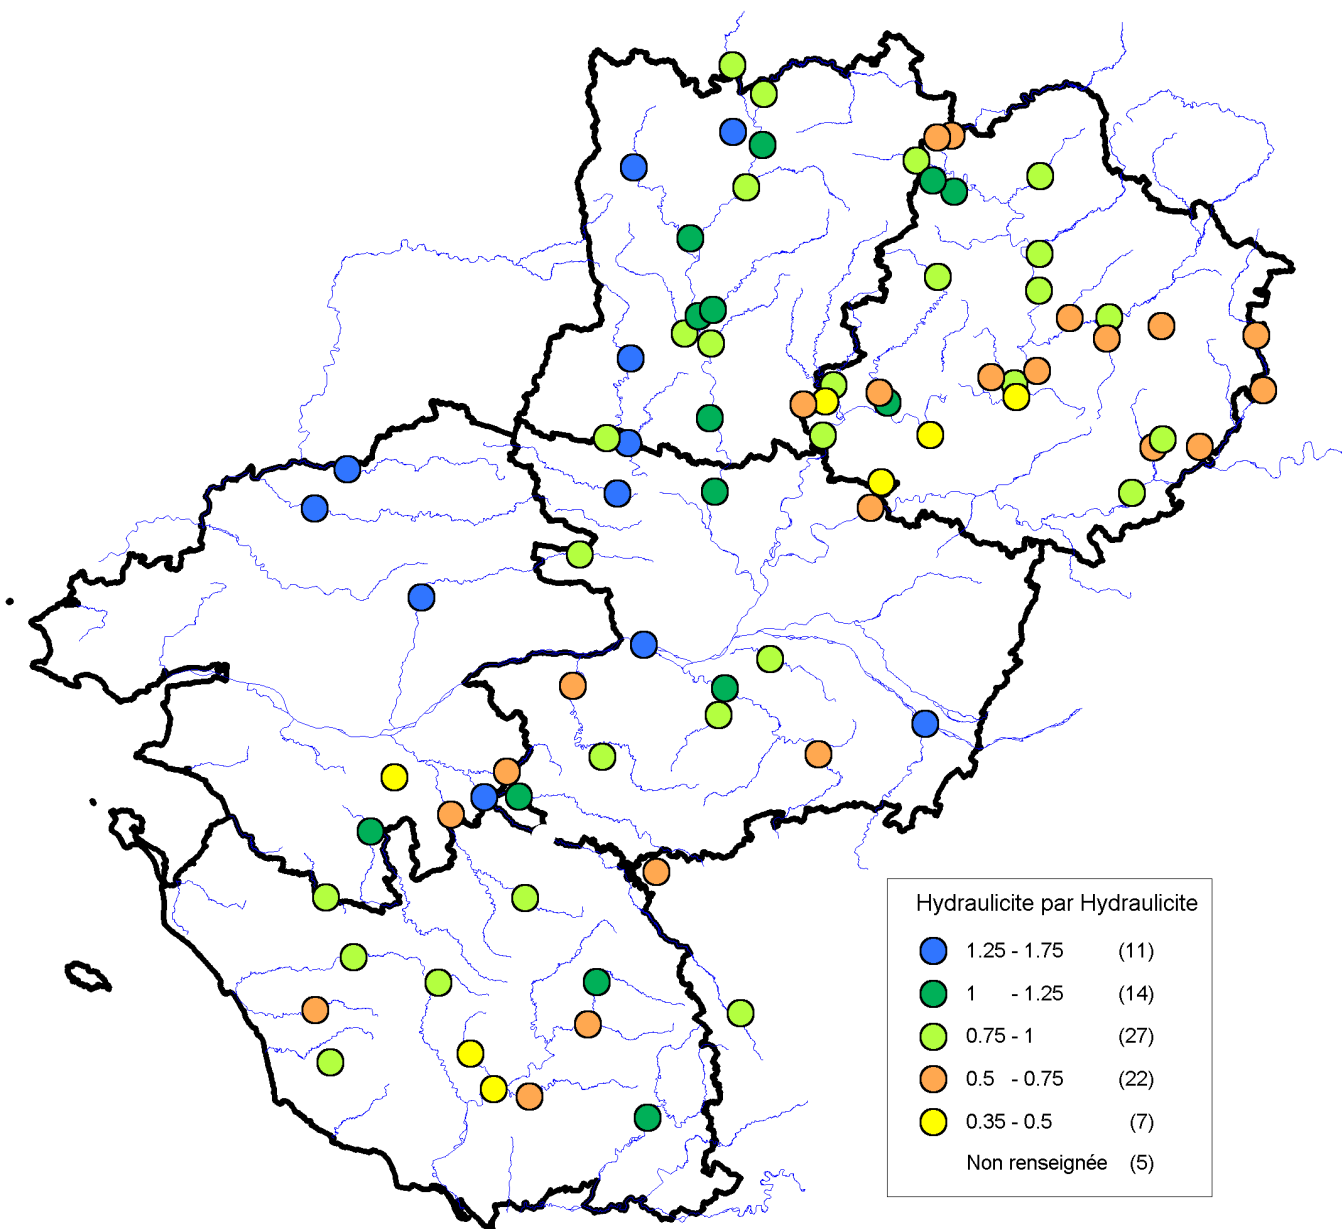 Hydraulicite par Hydraulicite
1.25 - 1.75 (11)
1 - 1.25 (14)
0.75 - 1 (27)
0.5 - 0.75 (22)
0.35 - 0.5 (7)
Non renseignée (5)